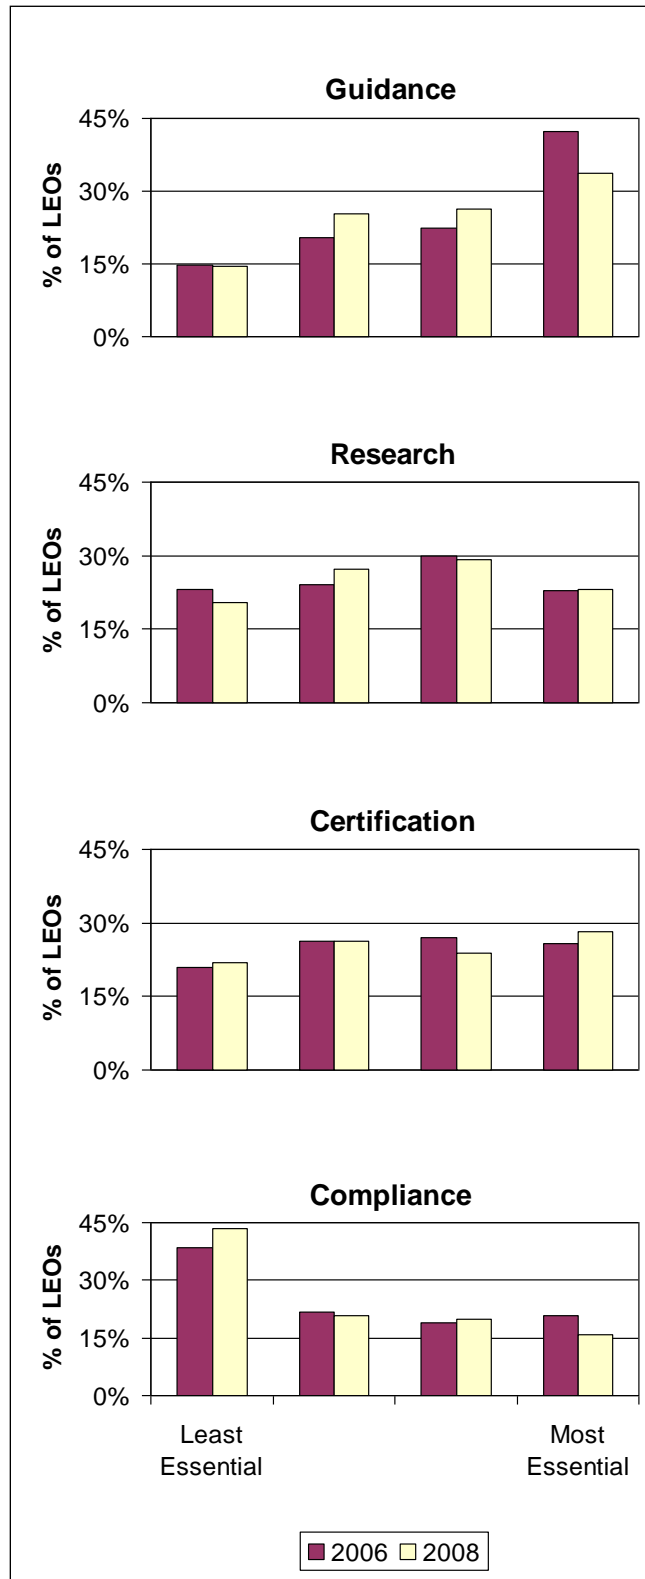 Guidance
45%
30%
15%
0%
% of LEOs
Research
45%
30%
15%
0%
% of LEOs
Certification
45%
30%
15%
0%
% of LEOs
Compliance
45%
30%
15%
0%
% of LEOs
Least
Essential
Most
Essential
2006 2008